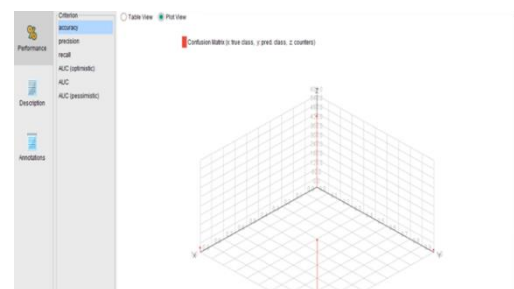 Criterion
accuracy
precision
recall
AUC (optimistic)
AUC
AUC (pessimistic)
Performance
Description
Annotations
Table View
Plot View
Confusion Matrix (x: true class, y: pred. class, z: counters)